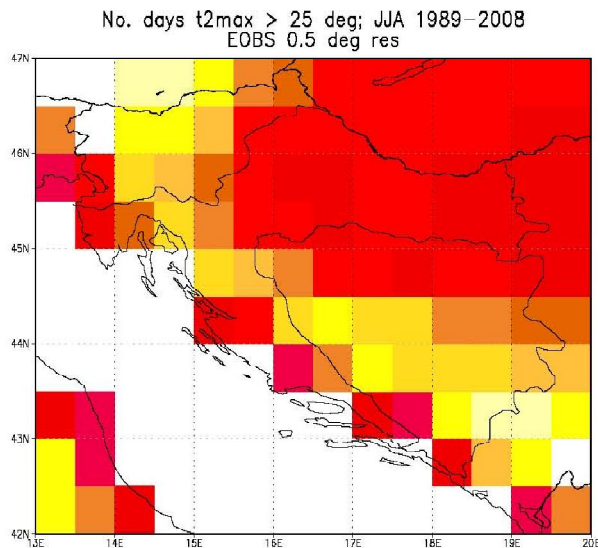 No. days t2max > 25 deg; JJA 1989-2008
EOBS 0.5 deg res
47N
46N
45N
44N
43N
42N
13E 14E 15E 16E 17E 18E 19E 20E